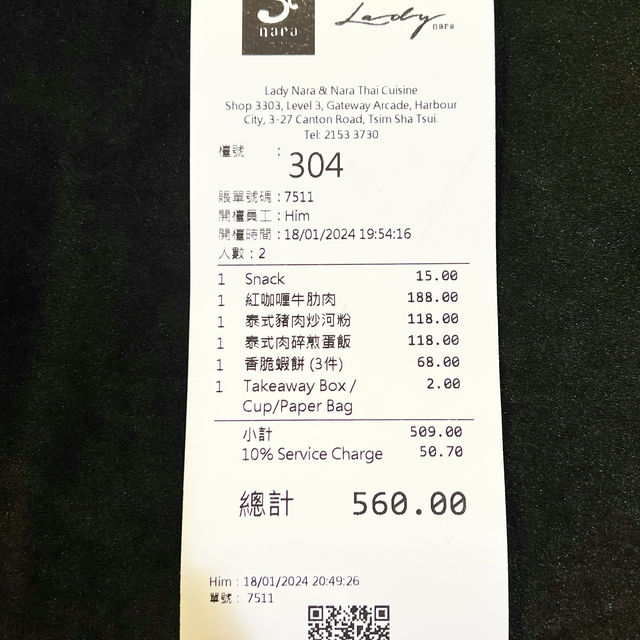 nara
Lady
nara
Lady Nara & Nara Thai Cuisine
Shop 3303, Level 3, Gateway Arcade, Harbour
City, 3-27 Canton Road, Tsim Sha Tsui.
Tel: 2153 3730
檯號 : 304
賬單號碼 : 7511
開檯員工 : Him
開檯時間 : 18/01/2024 19:54:16
人數 : 2
1 Snack 15.00
1 紅咖喱牛肋肉 188.00
1 泰式豬肉炒河粉 118.00
1 泰式肉碎煎蛋飯 118.00
1 香脆蝦餅 (3件) 68.00
1 Takeaway Box / 2.00
Cup/Paper Bag
小計 509.00
10% Service Charge 50.70
總計 560.00
Him : 18/01/2024 20:49:26
單號 : 7511